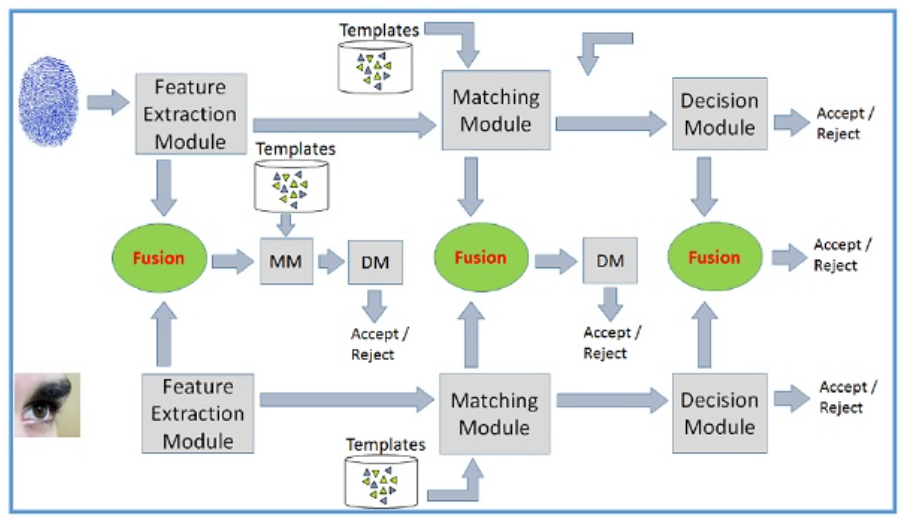 Templates
Feature
Extraction
Module
Matching
Module
Decision
Module
Accept /
Reject
Templates
Fusion
MM
DM
Fusion
DM
Fusion
Accept /
Reject
Accept /
Reject
Accept /
Reject
Feature
Extraction
Module
Matching
Module
Decision
Module
Accept /
Reject
Templates